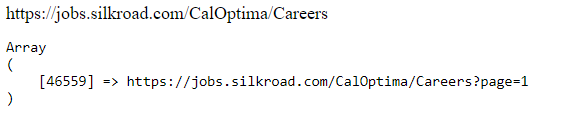 https://jobs.silkroad.com/CalOptima/Careers
Array
(
    [46559] => https://jobs.silkroad.com/CalOptima/Careers?page=1
)